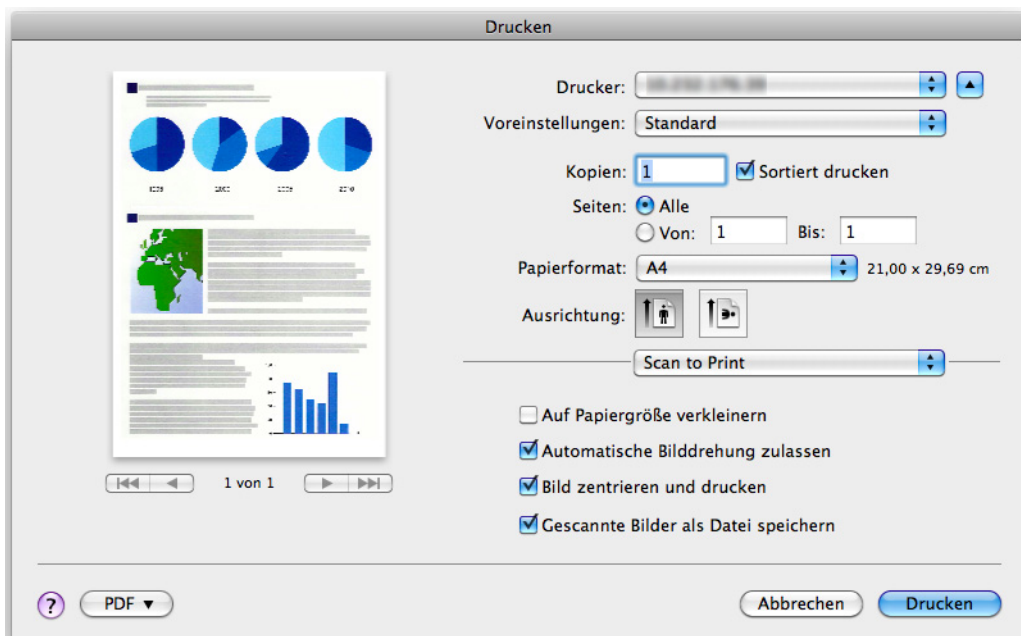 Drucken
Drucker:
Voreinstellungen: Standard
Kopien: 1 Sortiert drucken
Seiten: Alle
Von: 1 Bis: 1
Papierformat: A4 21,00 x 29,69 cm
Ausrichtung:
Scan to Print
Auf Papiergröße verkleinern
Automatische Bilddrehung zulassen
Bild zentrieren und drucken
Gescannte Bilder als Datei speichern
1 von 1
? PDF Abbrechen Drucken